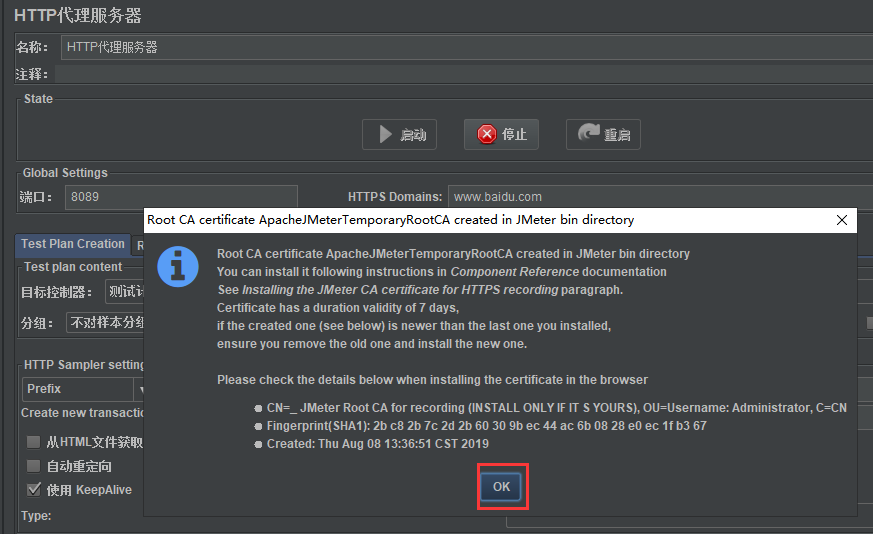 HTTP代理服务器
名称： HTTP代理服务器
注释：
State
启动 停止 重启
Global Settings
端口： 8089 HTTPS Domains: www.baidu.com
Root CA certificate ApacheJMeterTemporaryRootCA created in JMeter bin directory
Test Plan Creation R
Root CA certificate ApacheJMeterTemporaryRootCA created in JMeter bin directory
Test plan content
You can install it following instructions in Component Reference documentation
目标控制器： 测试计
See Installing the JMeter CA certificate for HTTPS recording paragraph.
Certificate has a duration validity of 7 days,
分组： 不对样本分组
if the created one (see below) is newer than the last one you installed,
ensure you remove the old one and install the new one.
HTTP Sampler setting
Please check the details below when installing the certificate in the browser
Prefix
Create new transactio
CN=_ JMeter Root CA for recording (INSTALL ONLY IF IT S YOURS), OU=Username: Administrator, C=CN
Fingerprint(SHA1): 2b c8 2b 7c 2d 2b 60 30 9b ec 44 ac 6b 08 28 e0 ec 1f b3 67
从HTML文件获取
Created: Thu Aug 08 13:36:51 CST 2019
自动重定向
使用 KeepAlive
OK
Type: